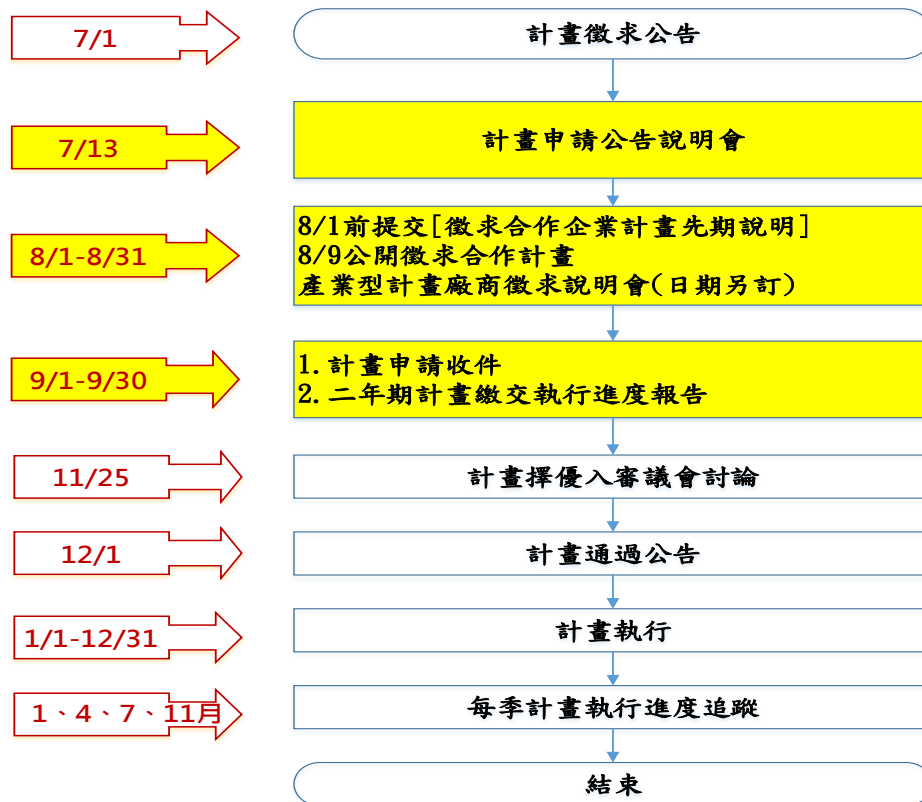 7/1
計畫徵求公告
7/13
計畫申請公告說明會
8/1-8/31
8/1前提交[徵求合作企業計畫先期說明]
8/9公開徵求合作計畫
產業型計畫廠商徵求說明會(日期另訂)
9/1-9/30
1.計畫申請收件
2.二年期計畫繳交執行進度報告
11/25
計畫擇優入審議會討論
12/1
計畫通過公告
1/1-12/31
計畫執行
1、4、7、11月
每季計畫執行進度追蹤
結束